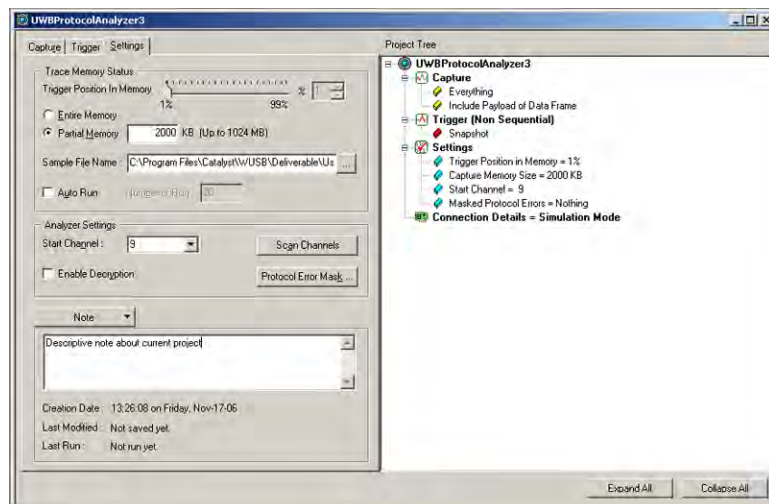 UWBProtocolAnalyzer3
Capture Trigger Settings
Trace Memory Status
Trigger Position In Memory % 1
1% 99%
Entire Memory
Partial Memory 2000 KB (Up to 1024 MB)
Sample File Name : C:\Program Files\Catalyst\WUSB\Deliverable\Us ...
Auto Run Number of Run 20
Analyzer Settings
Start Channel : 9 Scan Channels
Enable Decryption Protocol Error Mask ...
Note
Descriptive note about current project
Creation Date : 13:26:08 on Friday, Nov-17-06
Last Modified : Not saved yet.
Last Run : Not run yet.
Project Tree
UWBProtocolAnalyzer3
Capture
Everything
Include Payload of Data Frame
Trigger (Non Sequential)
Snapshot
Settings
Trigger Position in Memory = 1%
Capture Memory Size = 2000 KB
Start Channel = 9
Masked Protocol Errors = Nothing
Connection Details = Simulation Mode
Expand All Collapse All